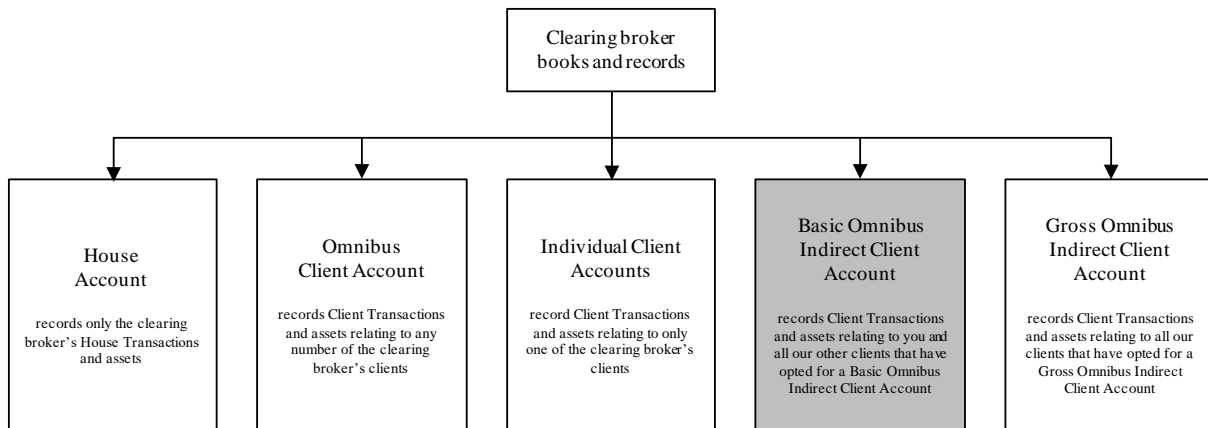 Clearing broker
books and records
House
Account
records only the clearing
broker's House Transactions
and assets
Omnibus
Client Account
records Client Transactions
and assets relating to any
number of the clearing
broker's clients
Individual Client
Accounts
record Client Transactions
and assets relating to only
one of the clearing broker's
clients
Basic Omnibus
Indirect Client
Account
records Client Transactions
and assets relating to you and
all our other clients that have
opted for a Basic Omnibus
Indirect Client Account
Gross Omnibus
Indirect Client
Account
records Client Transactions
and assets relating to all our
clients that have opted for a
Gross Omnibus Indirect
Client Account